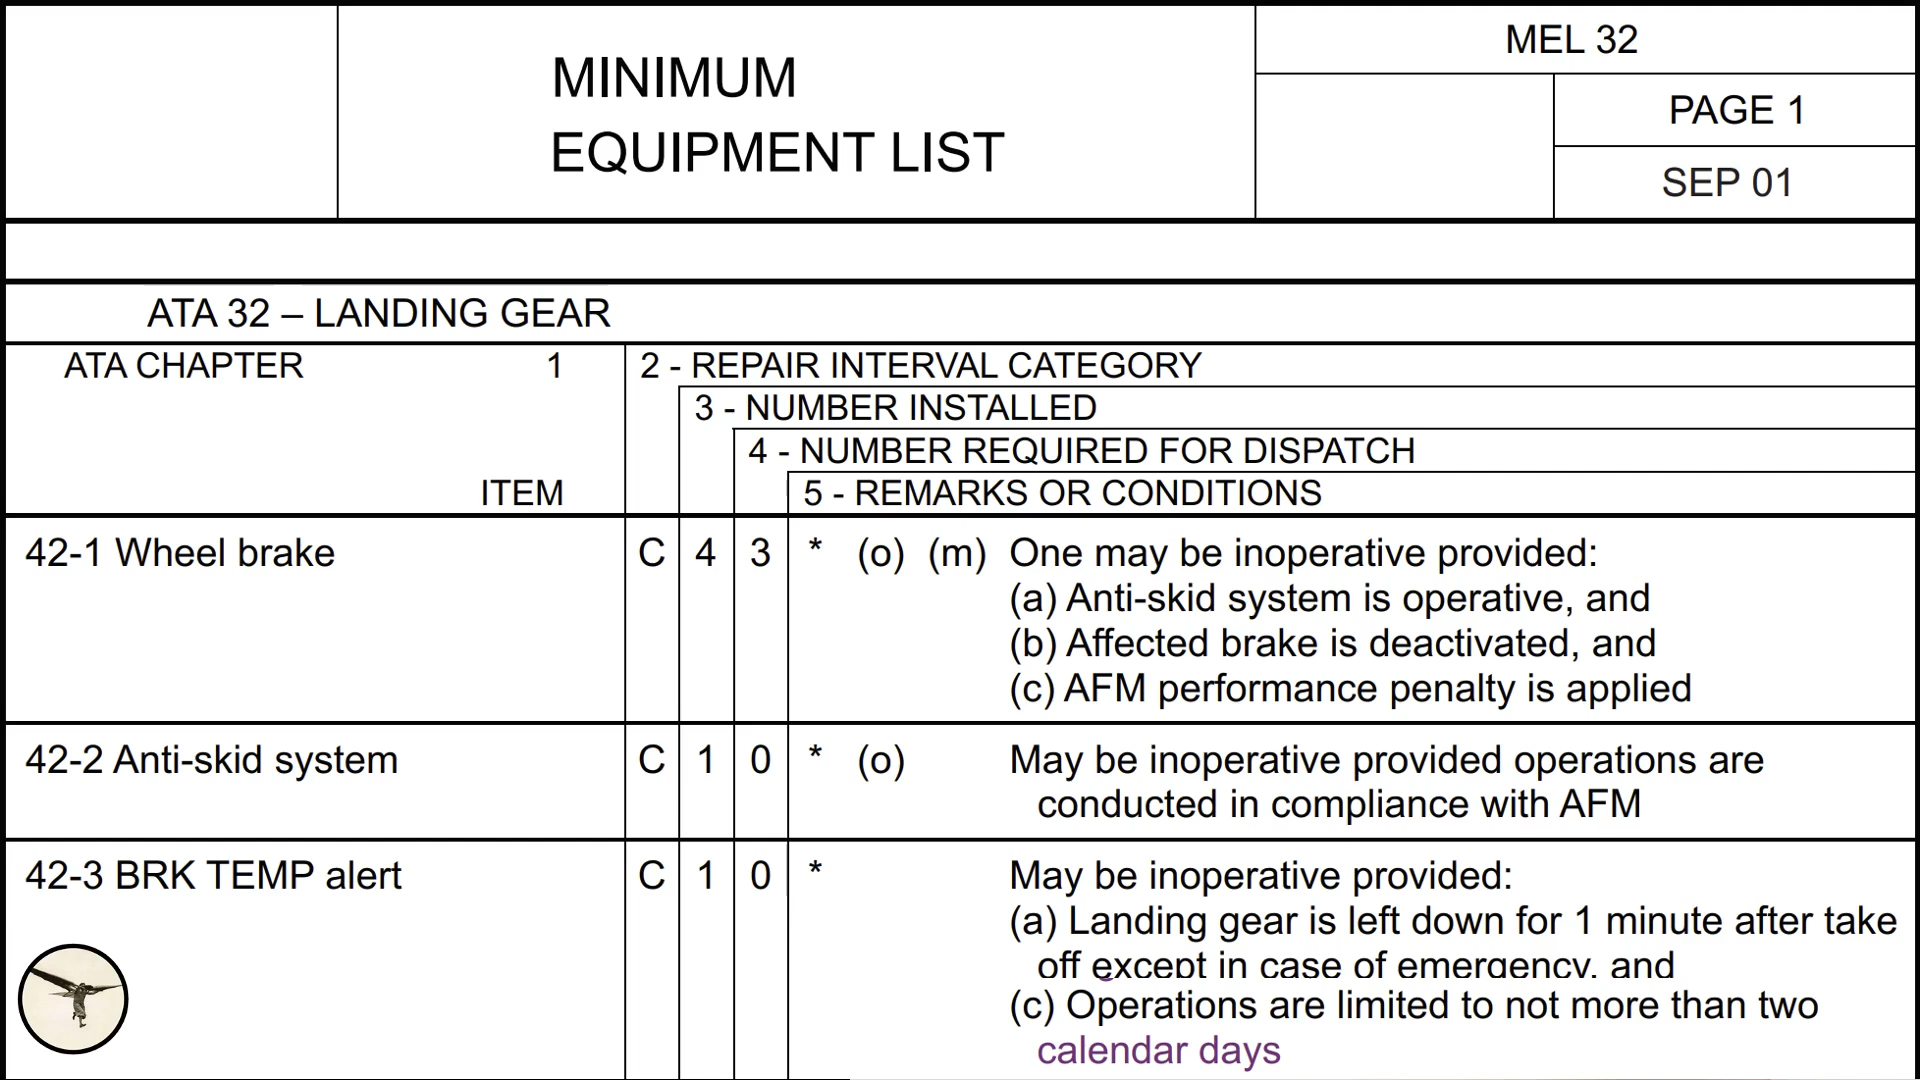 MINIMUM
EQUIPMENT LIST
MEL 32
PAGE 1
SEP 01
ATA 32 – LANDING GEAR
ATA CHAPTER 1
ITEM
2 - REPAIR INTERVAL CATEGORY
3 - NUMBER INSTALLED
4 - NUMBER REQUIRED FOR DISPATCH
5 - REMARKS OR CONDITIONS
42-1 Wheel brake C 4 3 * (o) (m) One may be inoperative provided:
(a) Anti-skid system is operative, and
(b) Affected brake is deactivated, and
(c) AFM performance penalty is applied
42-2 Anti-skid system C 1 0 * (o) May be inoperative provided operations are
conducted in compliance with AFM
42-3 BRK TEMP alert C 1 0 * May be inoperative provided:
(a) Landing gear is left down for 1 minute after take
off except in case of emergency, and
(c) Operations are limited to not more than two
calendar days